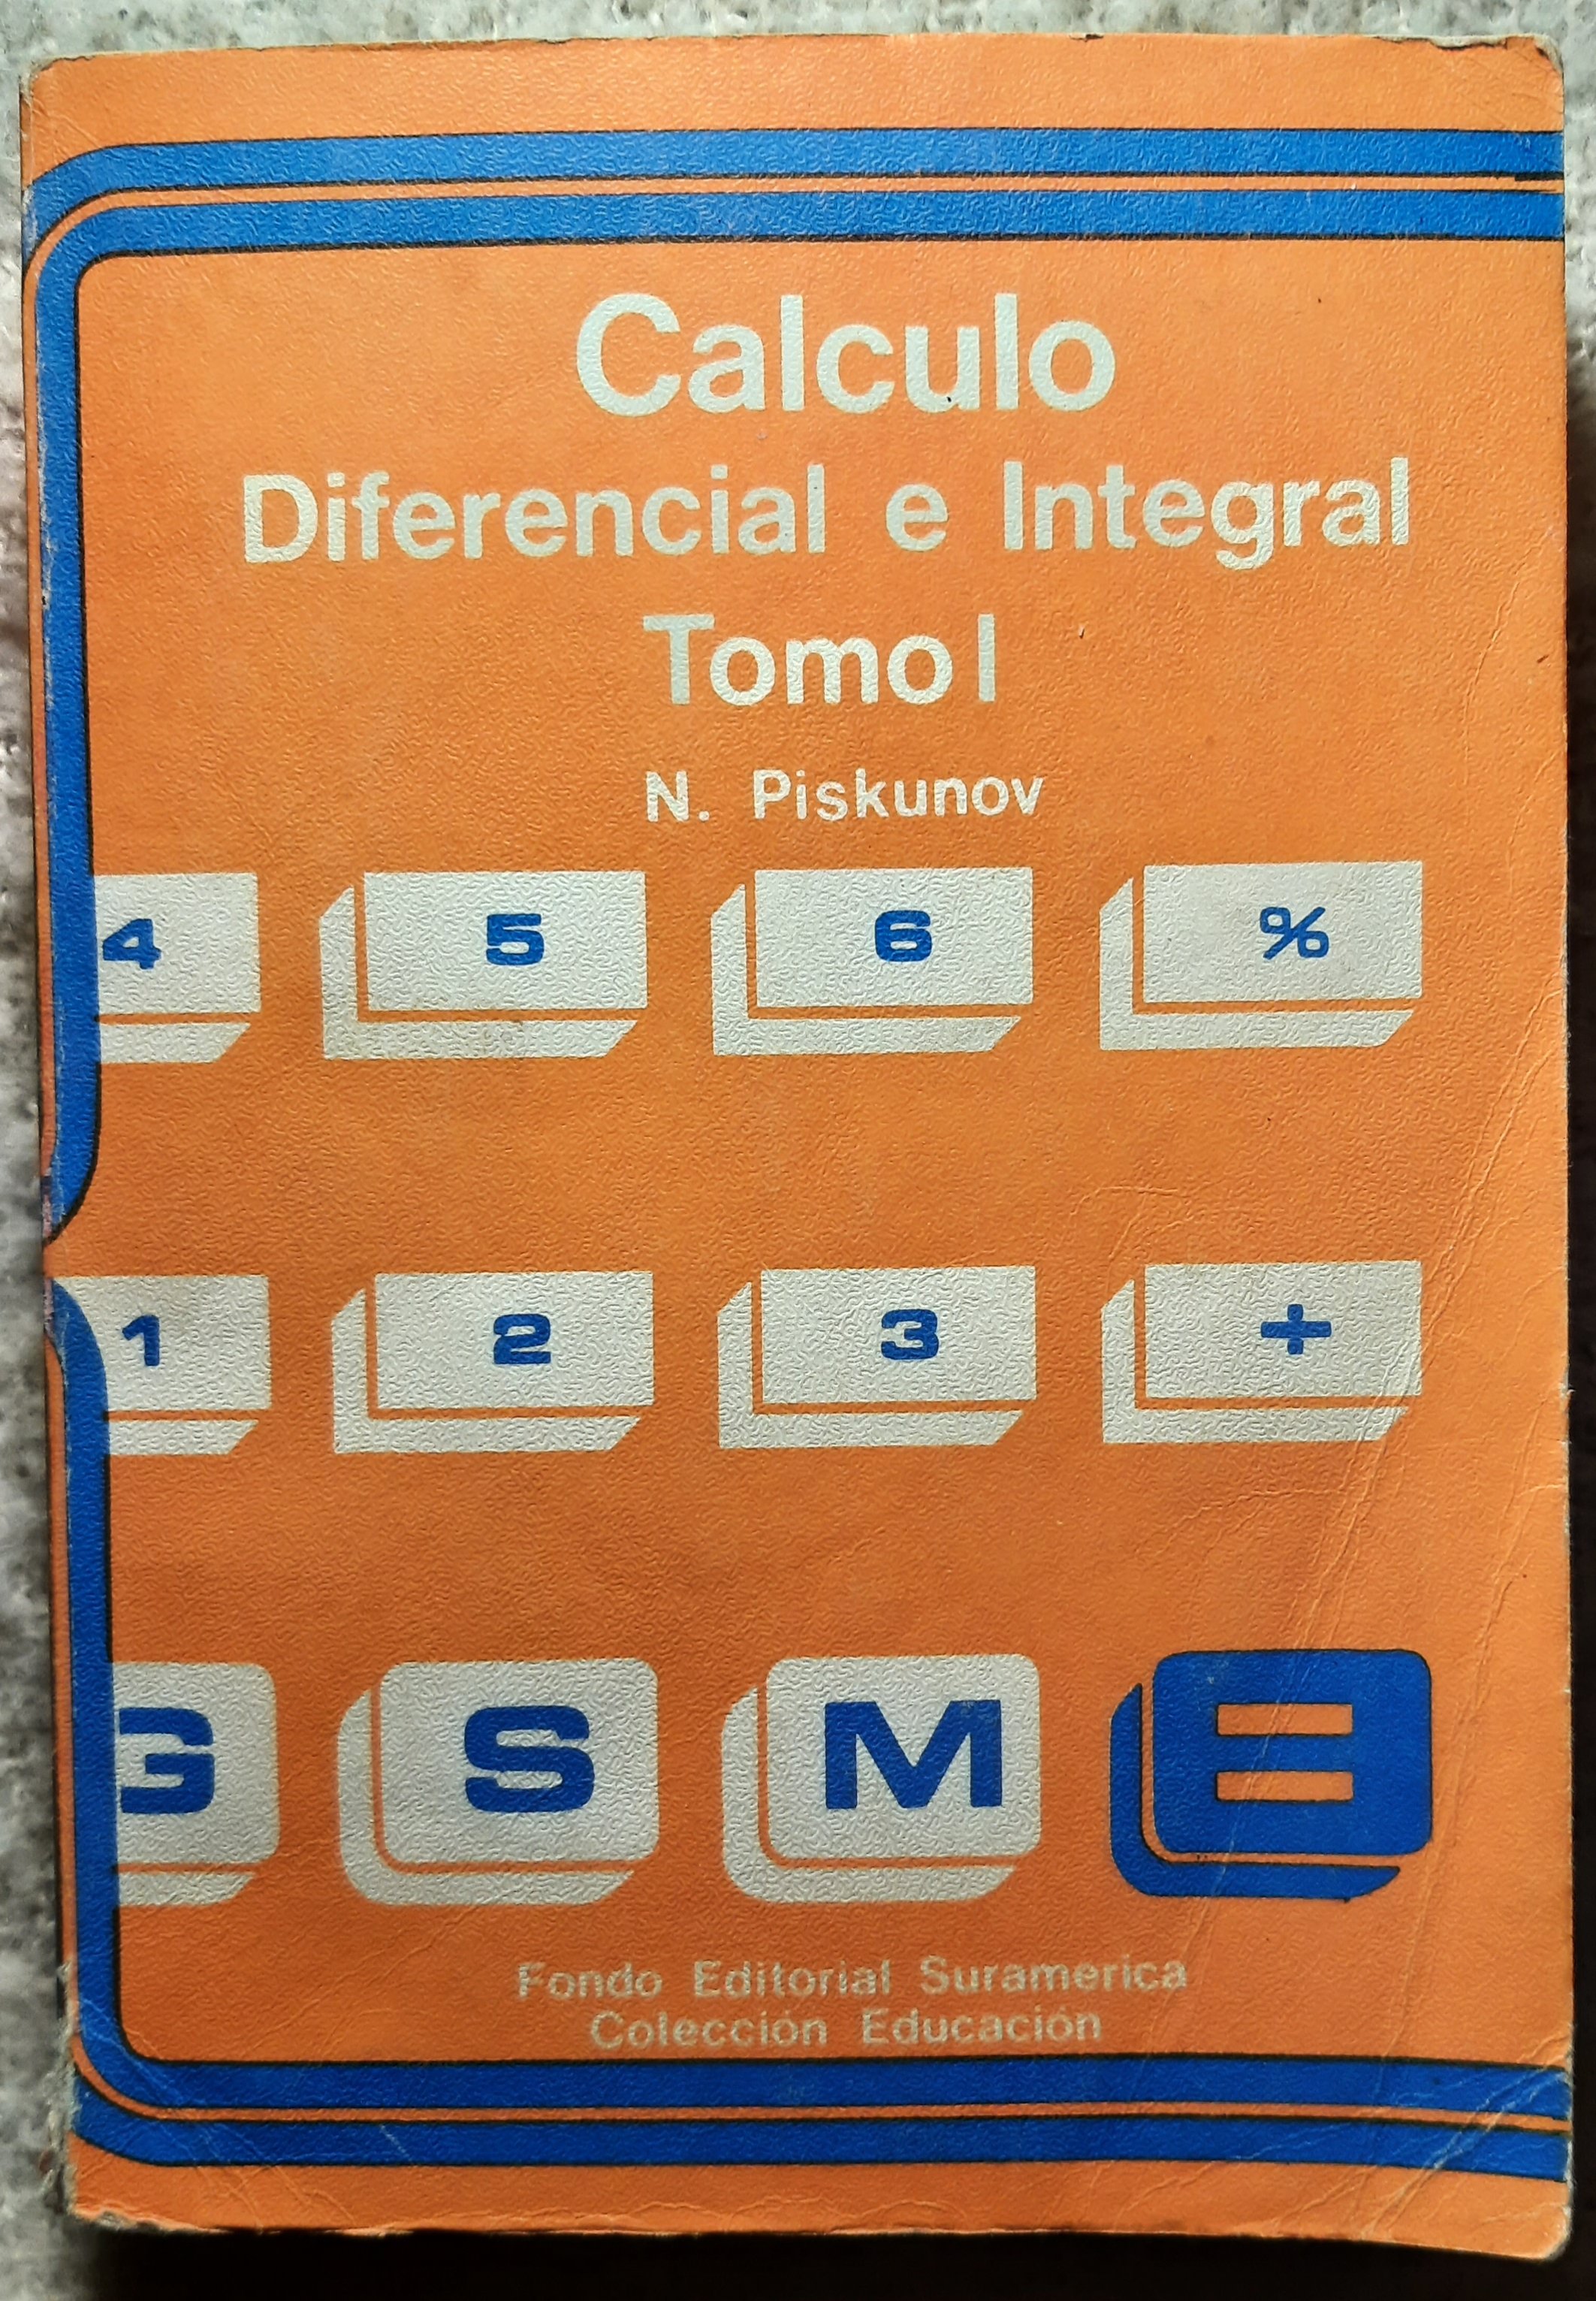 Calculo
Diferencial e Integral
Tomo I
N. Piskunov
4 5 6 %
1 2 3 +
G S M =
Fondo Editorial Suramerica
Colección Educación